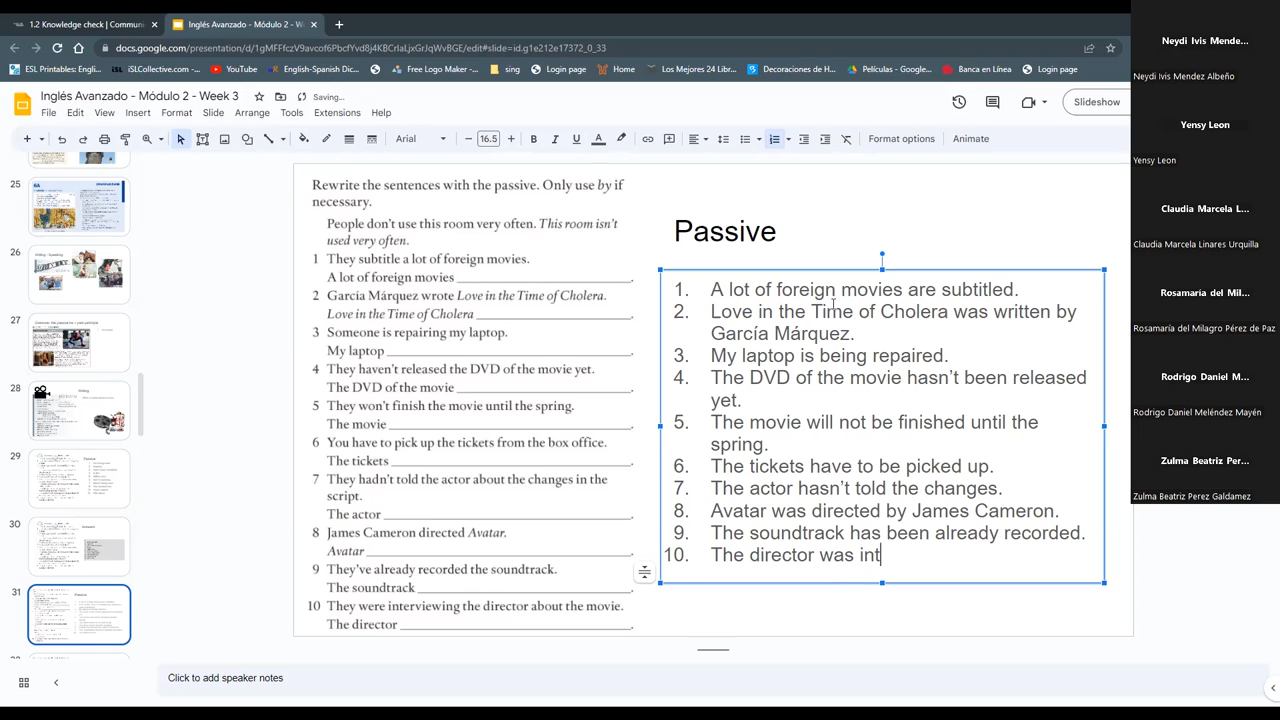 1.2 Knowledge check | Communi
Inglés Avanzado - Módulo 2 - We
docs.google.com/presentation/d/1gMFFczV9avcof6PbcfYvd8j4KBCrlaLjxGrJqWvBGE/edit#slide=id.g1e212e17372_0_33
ESL Printables: Engli...
iSLCollective.com -...
YouTube
English-Spanish Dic...
Free Logo Maker -...
sing
Login page
Home
Los Mejores 24 Libr...
Decoraciones de H...
Películas - Google...
Banca en Línea
Login page
Inglés Avanzado - Módulo 2 - Week 3
Saving...
Slideshow
File Edit View Insert Format Slide Arrange Tools Extensions Help
Arial
16.5
Format options
Animate
25
26
27
28
29
30
31
Rewrite the sentences with the passive. Only use by if
necessary.
People don't use this room very often. This room isn't
used very often.
1 They subtitle a lot of foreign movies.
A lot of foreign movies
2 García Márquez wrote Love in the Time of Cholera.
Love in the Time of Cholera
3 Someone is repairing my laptop.
My laptop
4 They haven't released the DVD of the movie yet.
The DVD of the movie
5 They won't finish the movie until the spring.
The movie
6 You have to pick up the tickets from the box office.
The tickets
7 They hadn't told the actor about the changes in the
script.
The actor
8 James Cameron directed Avatar.
Avatar
9 They've already recorded the soundtrack.
The soundtrack
10 They were interviewing the director about the movie.
The director
Passive
1. A lot of foreign movies are subtitled.
2. Love in the Time of Cholera was written by
García Márquez.
3. My laptop is being repaired.
4. The DVD of the movie hasn't been released
yet.
5. The movie will not be finished until the
spring.
6. The ticket have to be picked up.
7. The actor hasn't told the changes.
8. Avatar was directed by James Cameron.
9. The soundtrack has been already recorded.
10. The director was int
Click to add speaker notes
Neydi Ivis Mende...
Neydi Ivis Mendez Albeño
Yensy Leon
Yensy Leon
Claudia Marcela L...
Claudia Marcela Linares Urquilla
Rosamaría del Mil...
Rosamaría del Milagro Pérez de Paz
Rodrigo Daniel M...
Rodrigo Daniel Meléndez Mayén
Zulma Beatriz Per...
Zulma Beatriz Perez Galdamez